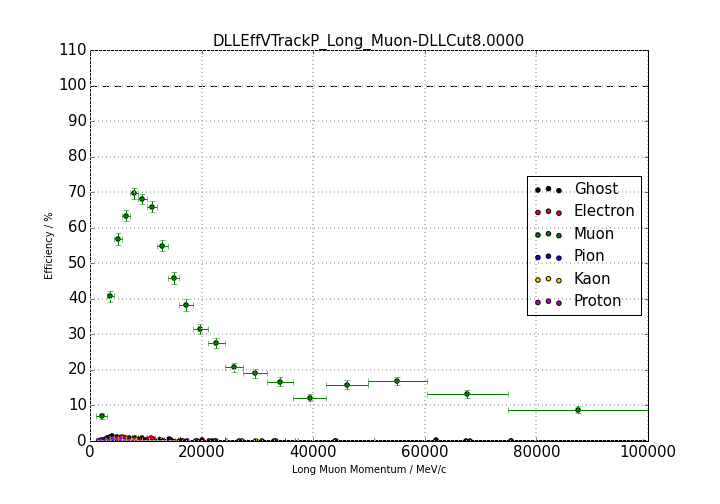 DLLEffVTrackP_Long_Muon-DLLCut8.0000
110
100
90
80
70
60
50
40
30
20
10
0
Efficiency / %
Ghost
Electron
Muon
Pion
Kaon
Proton
0 20000 40000 60000 80000 100000
Long Muon Momentum / MeV/c